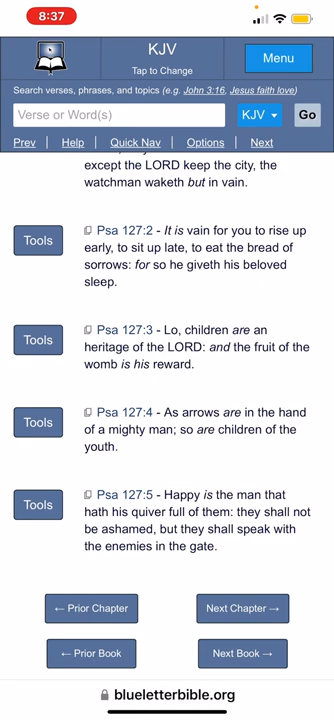 8:37
KJV
Tap to Change
Menu
Search verses, phrases, and topics (e.g. John 3:16, Jesus faith love)
Verse or Word(s)
KJV
Go
Prev
Help
Quick Nav
Options
Next
except the LORD keep the city, the
watchman waketh but in vain.
Tools
Psa 127:2 - It is vain for you to rise up
early, to sit up late, to eat the bread of
sorrows: for so he giveth his beloved
sleep.
Tools
Psa 127:3 - Lo, children are an
heritage of the LORD: and the fruit of the
womb is his reward.
Tools
Psa 127:4 - As arrows are in the hand
of a mighty man; so are children of the
youth.
Tools
Psa 127:5 - Happy is the man that
hath his quiver full of them: they shall not
be ashamed, but they shall speak with
the enemies in the gate.
← Prior Chapter
Next Chapter →
← Prior Book
Next Book →
blueletterbible.org